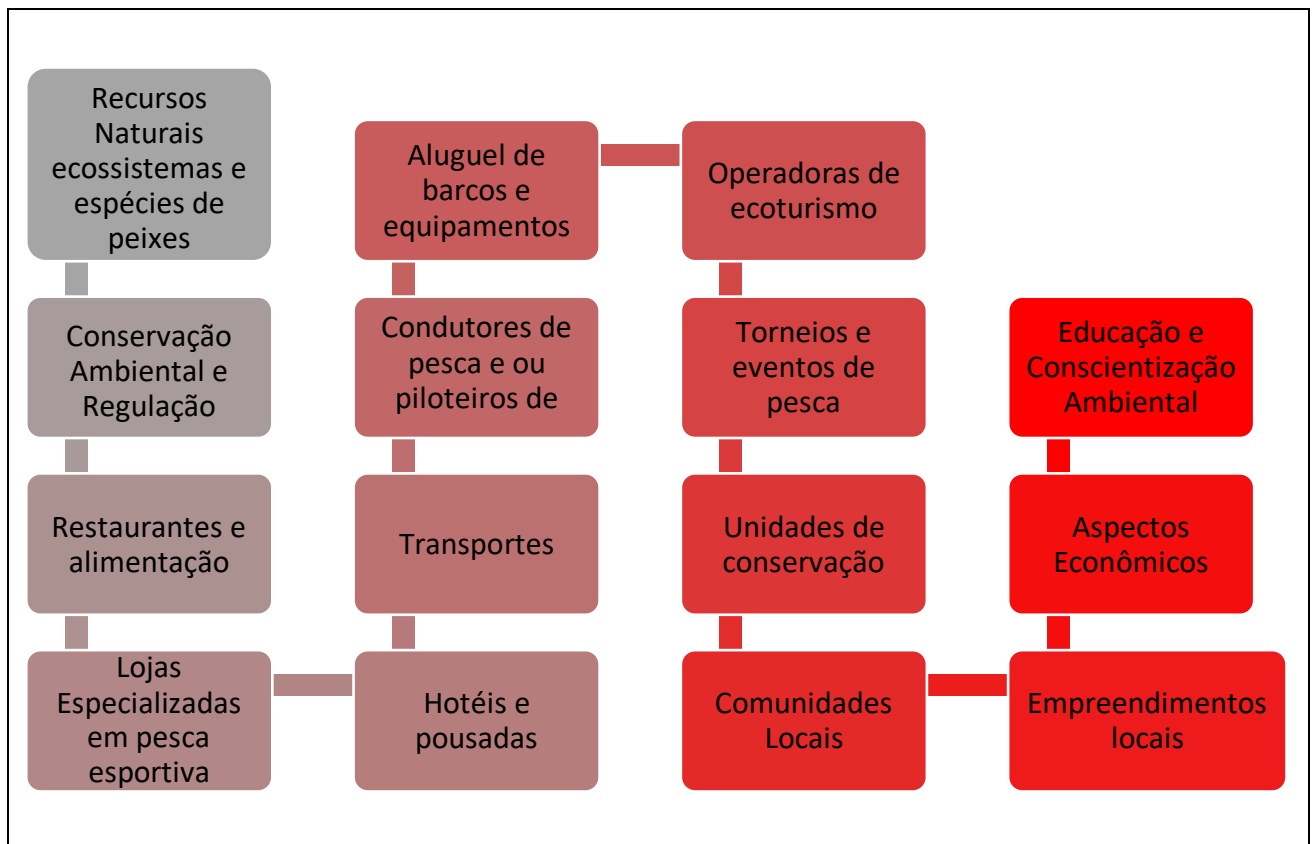 Recursos
Naturais
ecossistemas e
espécies de
peixes
Conservação
Ambiental e
Regulação
Restaurantes e
alimentação
Lojas
Especializadas
em pesca
esportiva
Hotéis e
pousadas
Transportes
Condutores de
pesca e ou
piloteiros de
Aluguel de
barcos e
equipamentos
Operadoras de
ecoturismo
Torneios e
eventos de
pesca
Unidades de
conservação
Comunidades
Locais
Empreendimentos
locais
Aspectos
Econômicos
Educação e
Conscientização
Ambiental